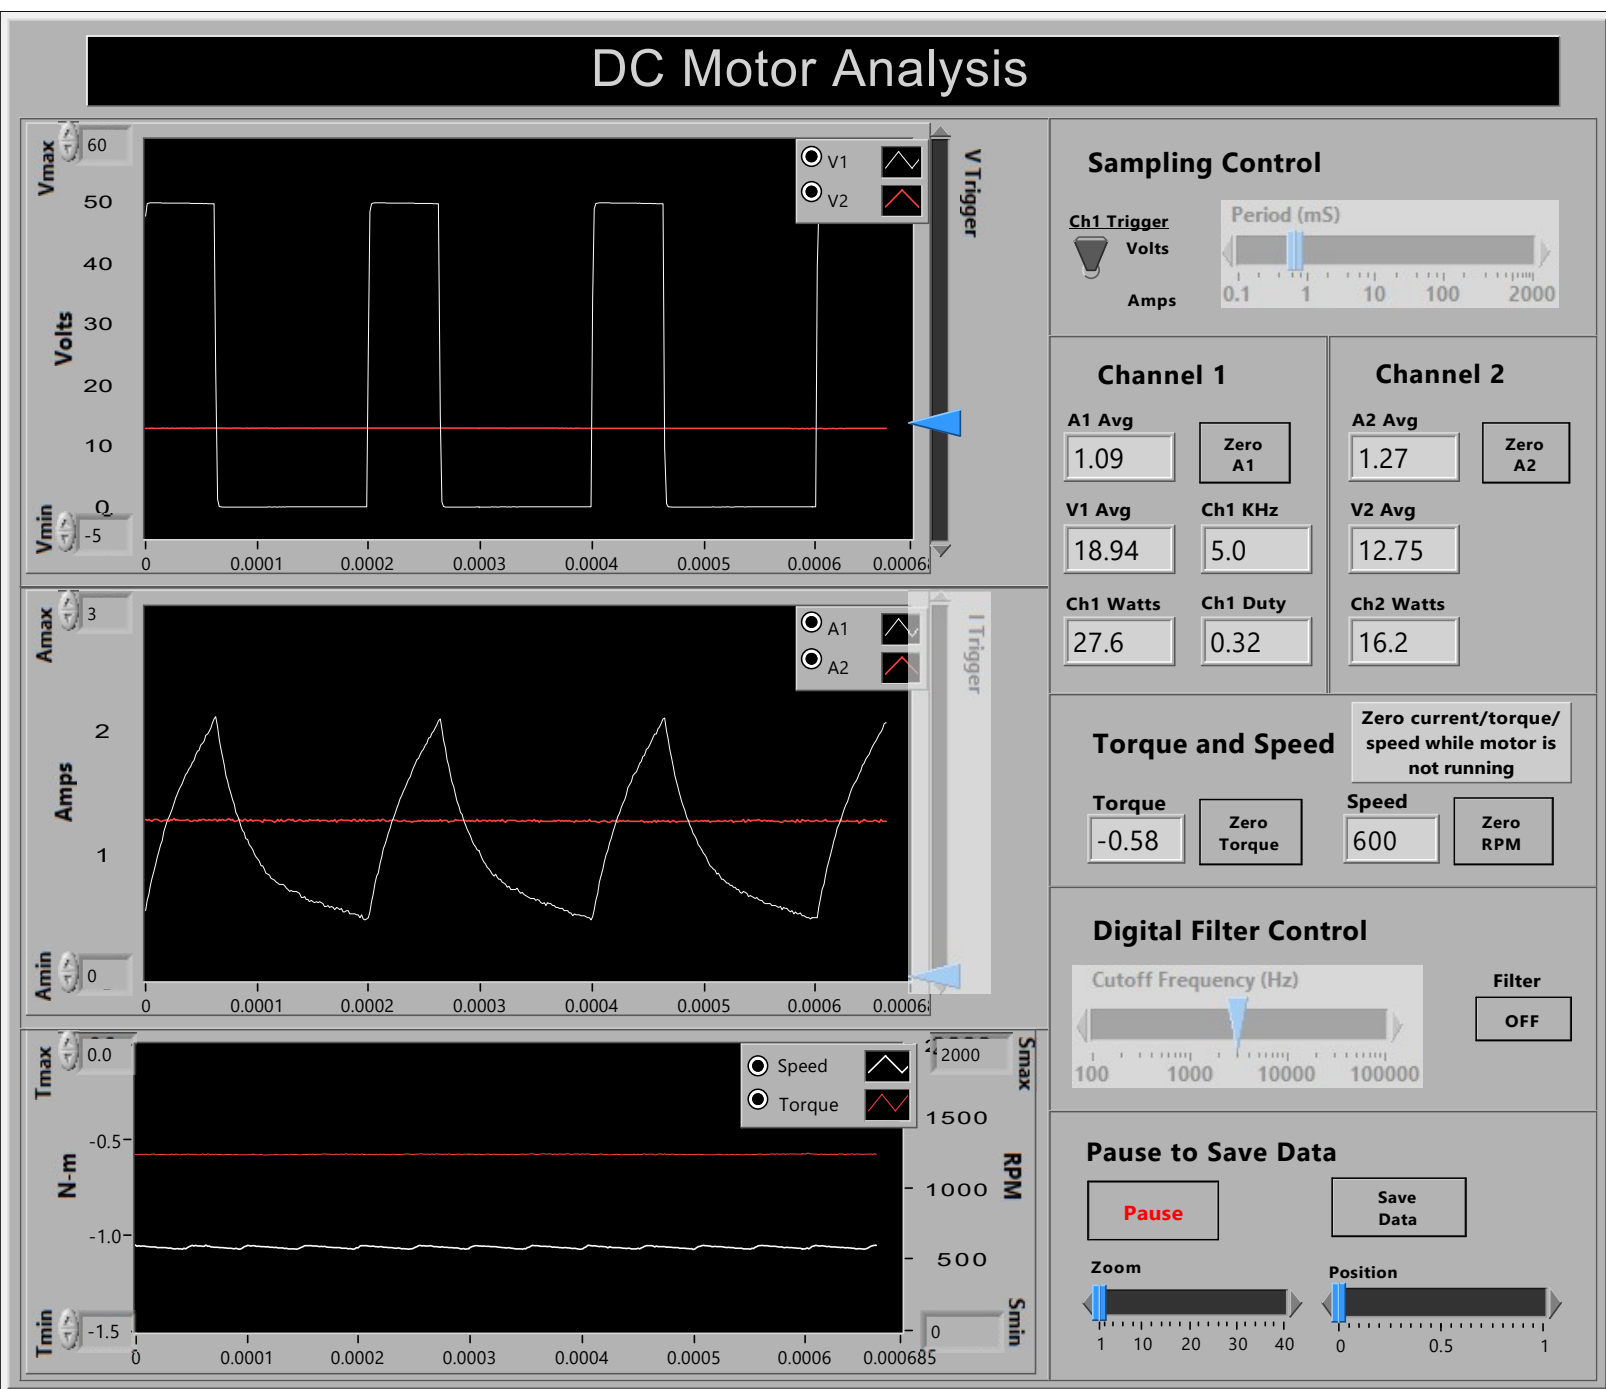 DC Motor Analysis
Vmax
60
50
40
30
20
10
0
Volts
Vmin
-5
0
0.0001
0.0002
0.0003
0.0004
0.0005
0.0006
V1
V2
V Trigger
Amax
3
2
1
Amps
Amin
0
0
0.0001
0.0002
0.0003
0.0004
0.0005
0.0006
A1
A2
I Trigger
Tmax
0.0
-0.5
-1.0
N-m
Tmin
-1.5
0
0.0001
0.0002
0.0003
0.0004
0.0005
0.0006
0.000685
Speed
Torque
Smax
2000
1500
1000
500
RPM
Smin
0
Sampling Control
Ch1 Trigger
Volts
Amps
Period (mS)
0.1 1 10 100 2000
Channel 1
A1 Avg
1.09
Zero
A1
V1 Avg
18.94
Ch1 KHz
5.0
Ch1 Watts
27.6
Ch1 Duty
0.32
Channel 2
A2 Avg
1.27
Zero
A2
V2 Avg
12.75
Ch2 Watts
16.2
Torque and Speed
Zero current/torque/
speed while motor is
not running
Torque
-0.58
Zero
Torque
Speed
600
Zero
RPM
Digital Filter Control
Cutoff Frequency (Hz)
100 1000 10000 100000
Filter
OFF
Pause to Save Data
Pause
Save
Data
Zoom
1 10 20 30 40
Position
0 0.5 1